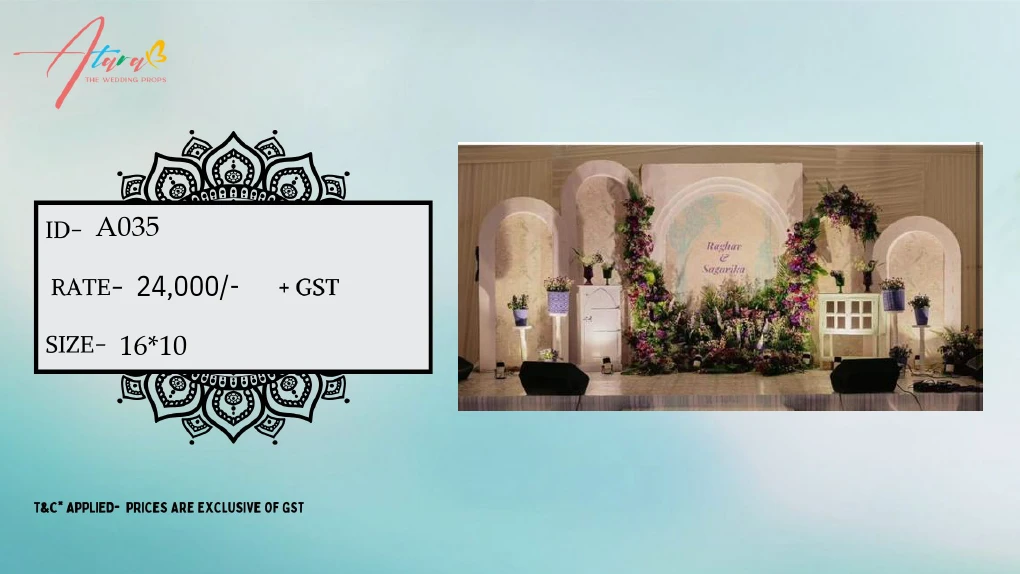 Atara
THE WEDDING PROPS
ID- A035
RATE- 24,000/- + GST
SIZE- 16*10
Raghav
&
Sagarika
T&C* APPLIED- PRICES ARE EXCLUSIVE OF GST